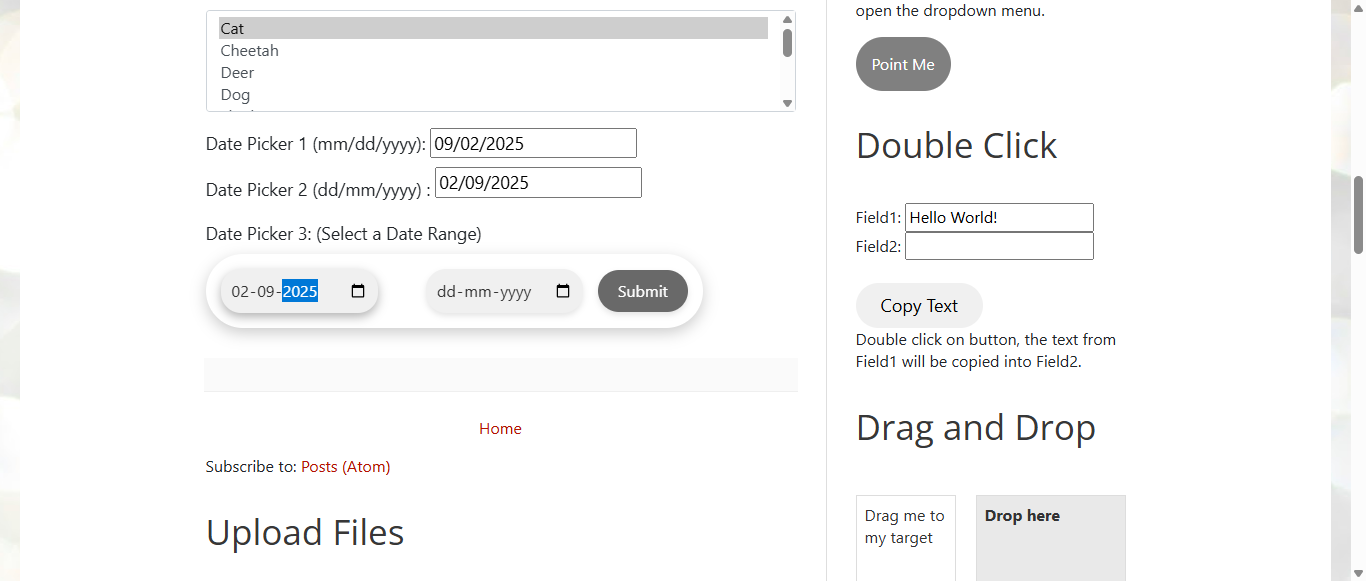 Cat
Cheetah
Deer
Dog
Date Picker 1 (mm/dd/yyyy): 09/02/2025
Date Picker 2 (dd/mm/yyyy) : 02/09/2025
Date Picker 3: (Select a Date Range)
02-09-2025 dd-mm-yyyy Submit
Home
Subscribe to: Posts (Atom)
Upload Files
open the dropdown menu.
Point Me
Double Click
Field1: Hello World!
Field2:
Copy Text
Double click on button, the text from
Field1 will be copied into Field2.
Drag and Drop
Drag me to
my target
Drop here